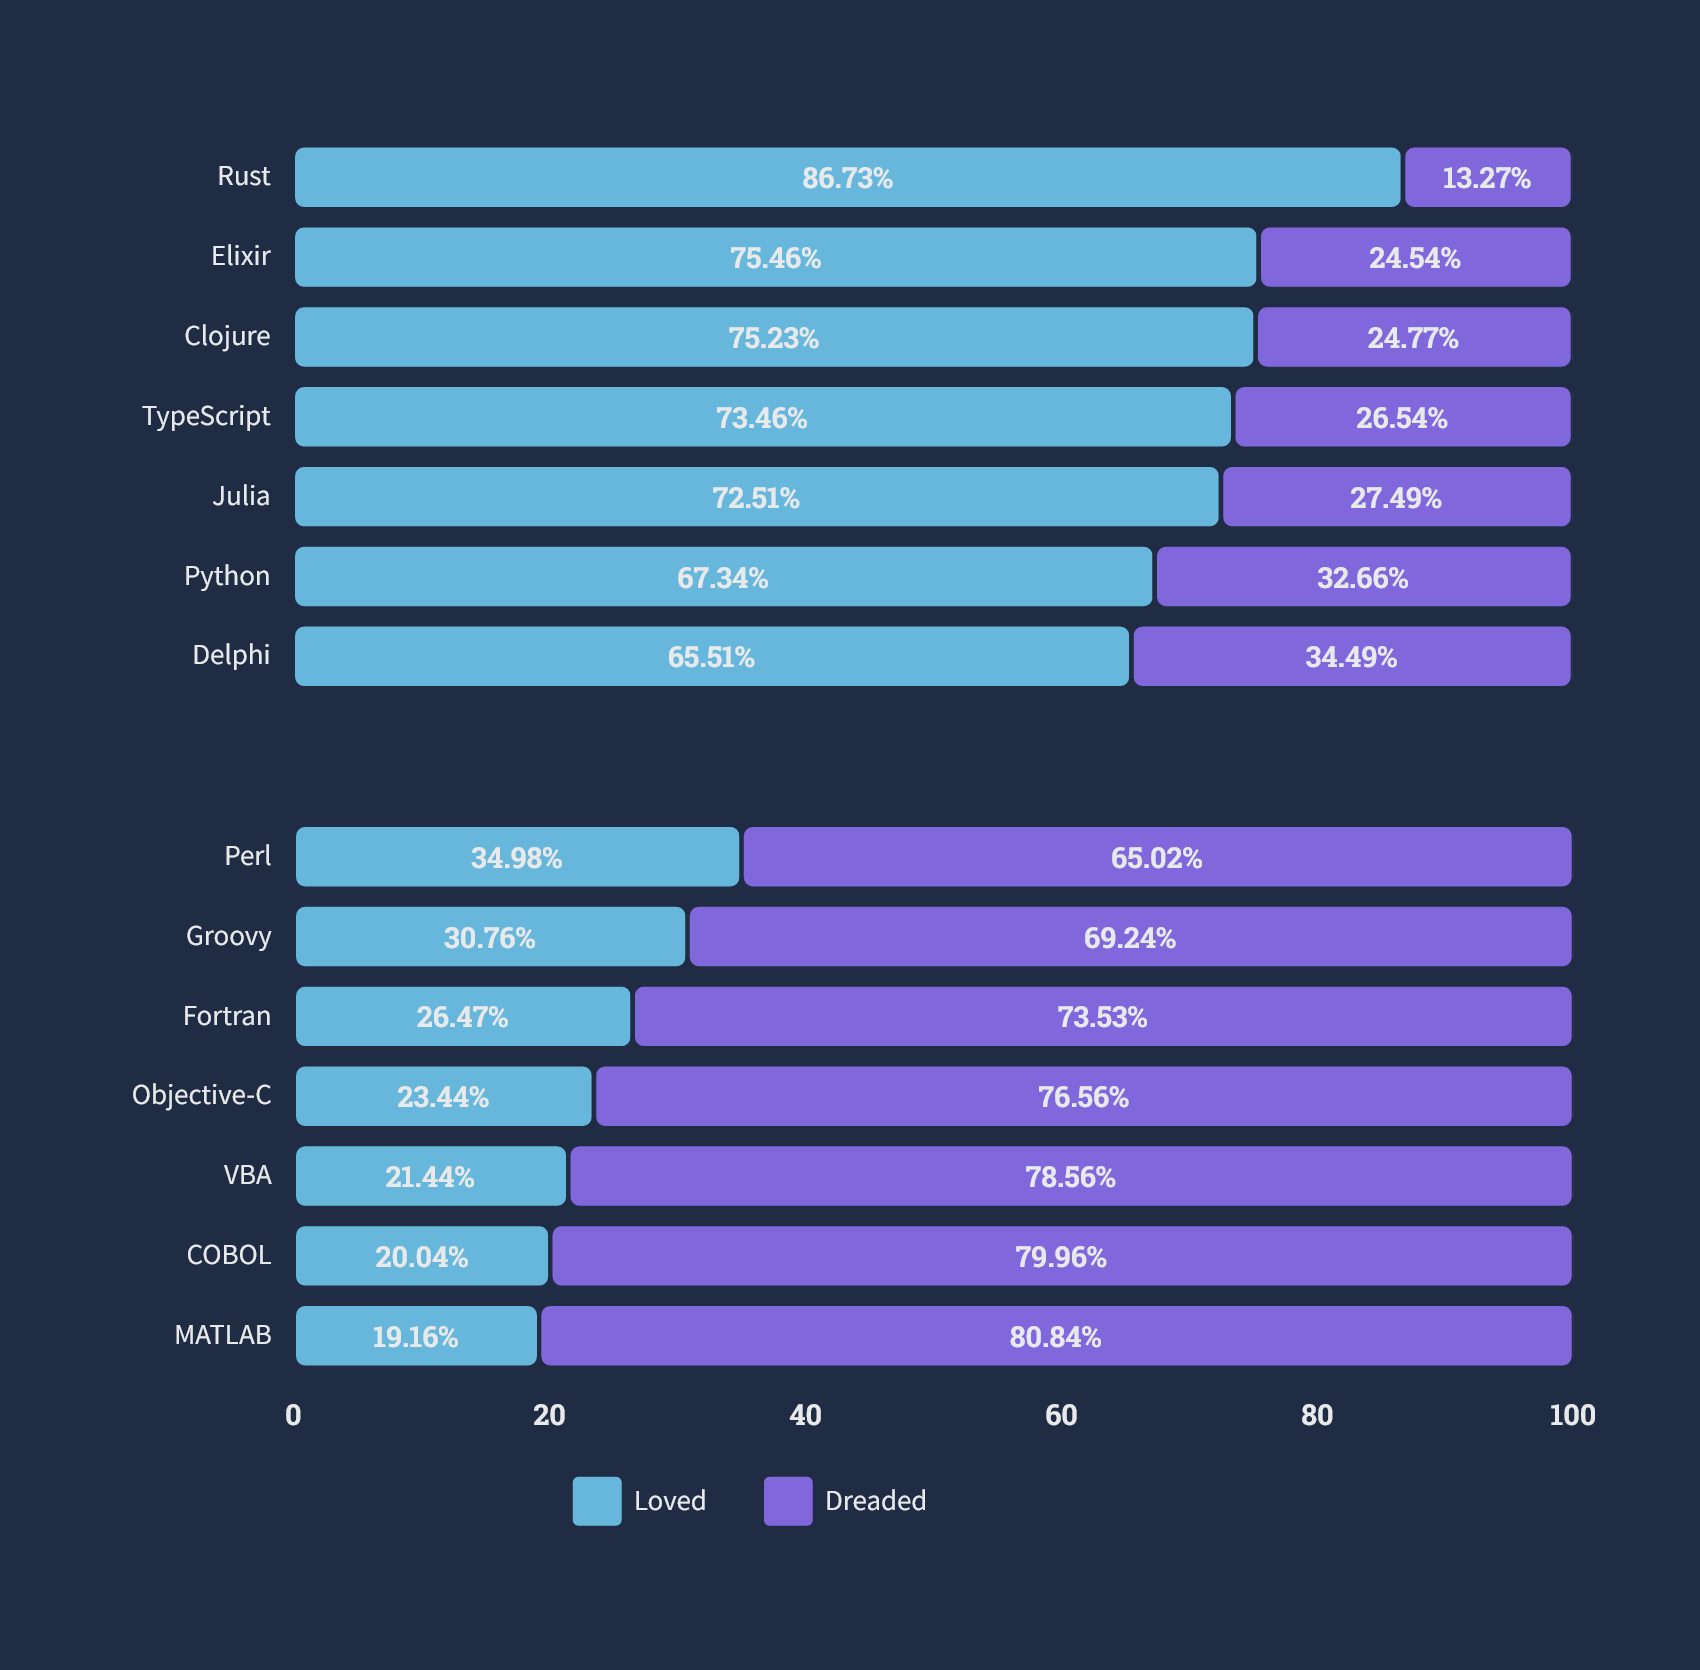 Rust 86.73% 13.27%
Elixir 75.46% 24.54%
Clojure 75.23% 24.77%
TypeScript 73.46% 26.54%
Julia 72.51% 27.49%
Python 67.34% 32.66%
Delphi 65.51% 34.49%
Perl 34.98% 65.02%
Groovy 30.76% 69.24%
Fortran 26.47% 73.53%
Objective-C 23.44% 76.56%
VBA 21.44% 78.56%
COBOL 20.04% 79.96%
MATLAB 19.16% 80.84%
0 20 40 60 80 100
Loved Dreaded